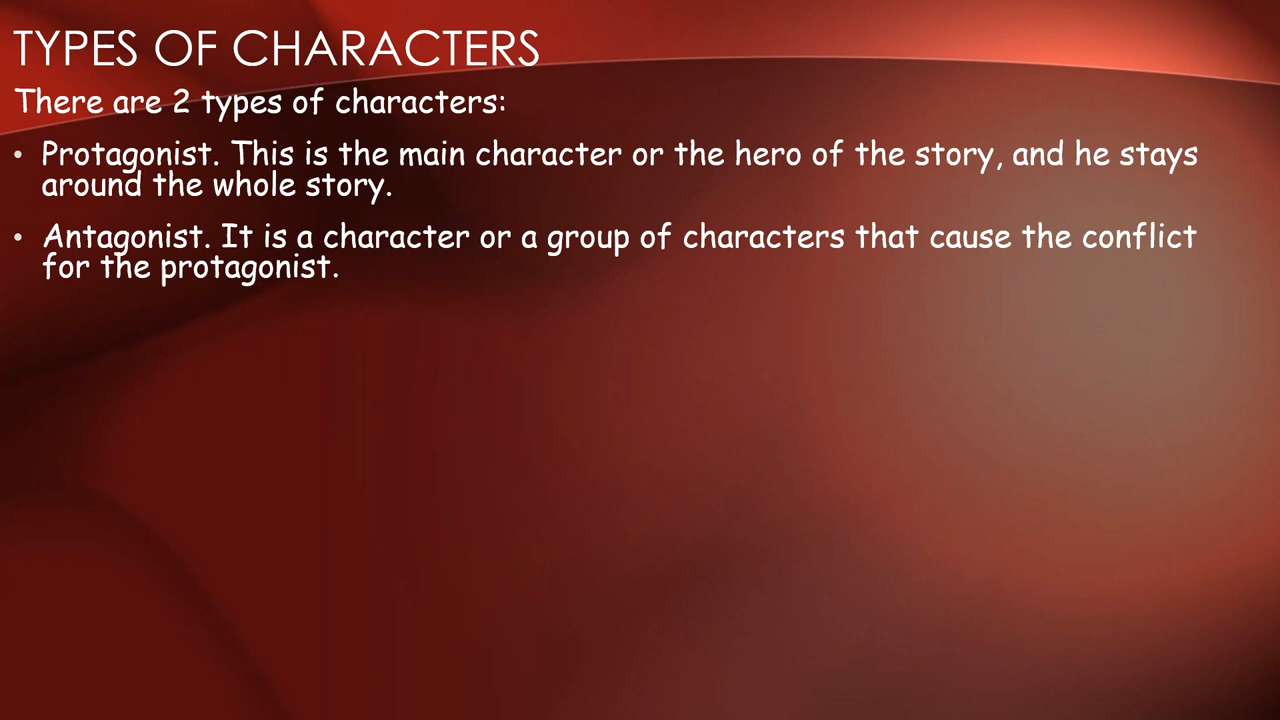 TYPES OF CHARACTERS
There are 2 types of characters:
• Protagonist. This is the main character or the hero of the story, and he stays
around the whole story.
• Antagonist. It is a character or a group of characters that cause the conflict
for the protagonist.